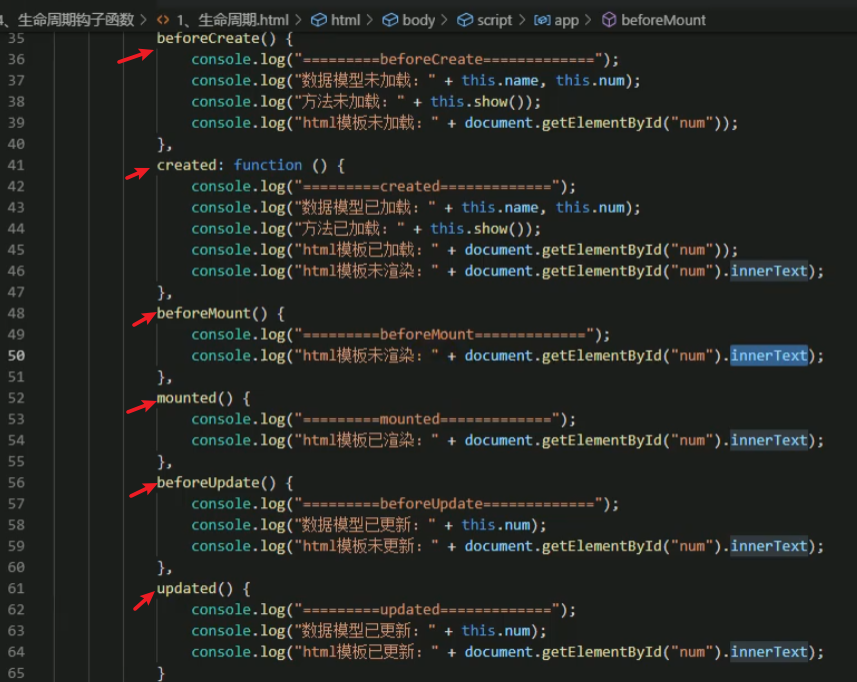 4、生命周期钩子函数 > <> 1、生命周期.html > html > body > script > app > beforeMount
35 beforeCreate() {
36 console.log("=========beforeCreate=============");
37 console.log("数据模型未加载：" + this.name, this.num);
38 console.log("方法未加载：" + this.show());
39 console.log("html模板未加载：" + document.getElementById("num"));
40 },
41 created: function () {
42 console.log("=========created=============");
43 console.log("数据模型已加载：" + this.name, this.num);
44 console.log("方法已加载：" + this.show());
45 console.log("html模板已加载：" + document.getElementById("num"));
46 console.log("html模板未渲染：" + document.getElementById("num").innerText);
47 },
48 beforeMount() {
49 console.log("=========beforeMount=============");
50 console.log("html模板未渲染：" + document.getElementById("num").innerText);
51 },
52 mounted() {
53 console.log("=========mounted=============");
54 console.log("html模板已渲染：" + document.getElementById("num").innerText);
55 },
56 beforeUpdate() {
57 console.log("=========beforeUpdate=============");
58 console.log("数据模型已更新：" + this.num);
59 console.log("html模板未更新：" + document.getElementById("num").innerText);
60 },
61 updated() {
62 console.log("=========updated=============");
63 console.log("数据模型已更新：" + this.num);
64 console.log("html模板已更新：" + document.getElementById("num").innerText);
65 }